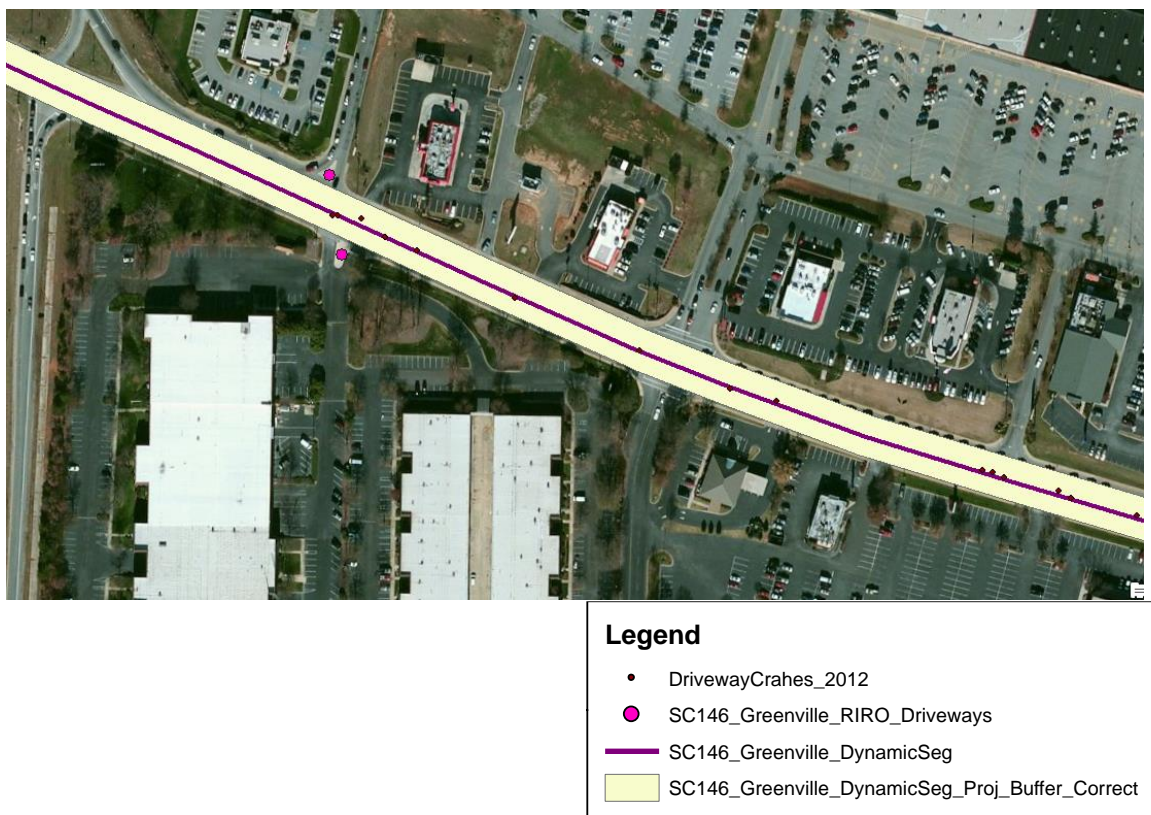 Legend
DrivewayCrahes_2012
SC146_Greenville_RIRO_Driveways
SC146_Greenville_DynamicSeg
SC146_Greenville_DynamicSeg_Proj_Buffer_Correct